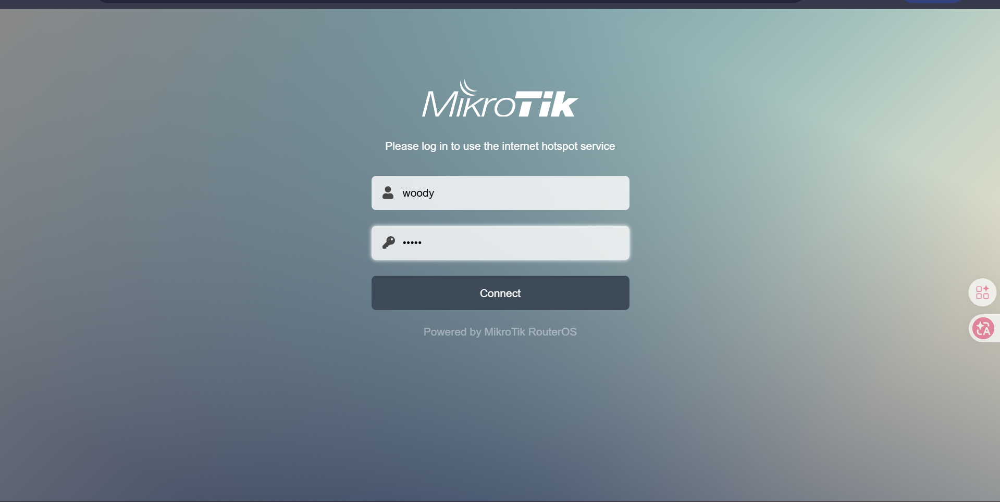 MikroTik
Please log in to use the internet hotspot service
woody
•••••
Connect
Powered by MikroTik RouterOS